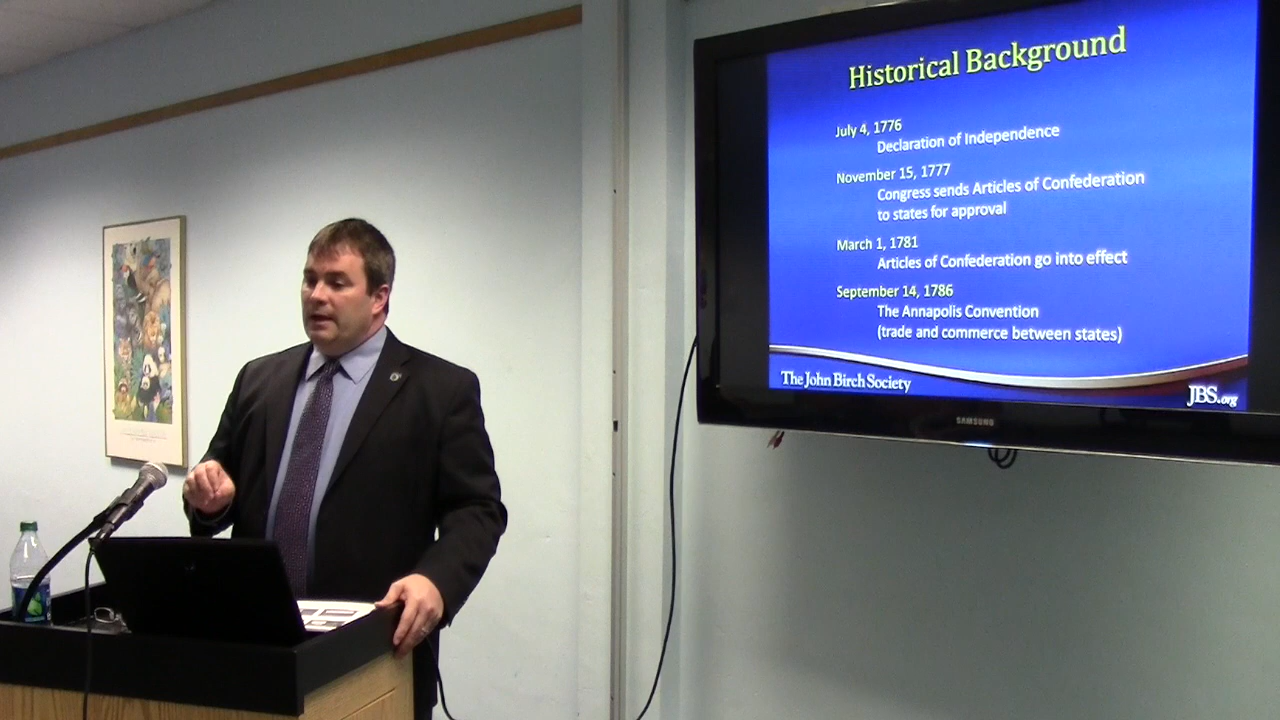 Historical Background
July 4, 1776
Declaration of Independence
November 15, 1777
Congress sends Articles of Confederation
to states for approval
March 1, 1781
Articles of Confederation go into effect
September 14, 1786
The Annapolis Convention
(trade and commerce between states)
The John Birch Society
JBS.org
SAMSUNG